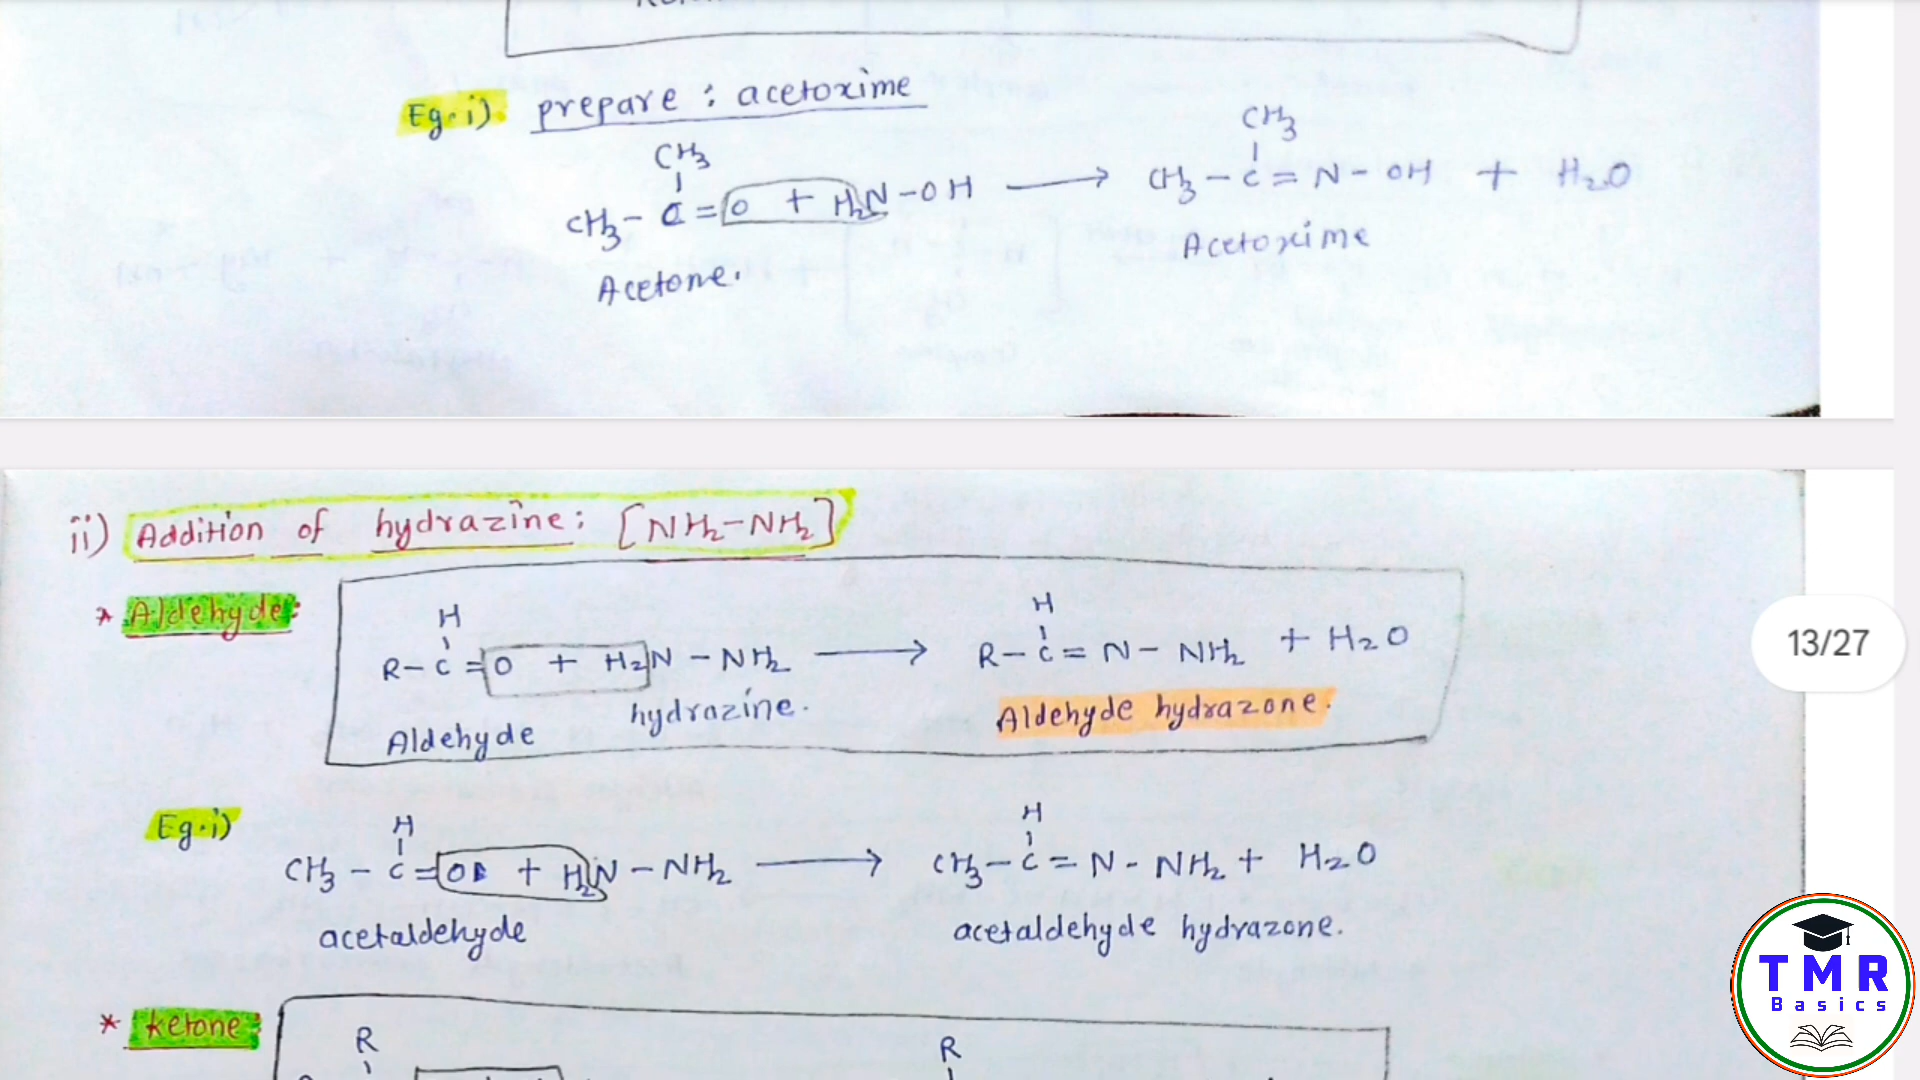 Eg.i) prepare : acetoxime
CH3 CH3
CH3 - C = O + H2N - OH → CH3 - C = N - OH + H2O
Acetone. Acetoxime
ii) Addition of hydrazine: [NH2-NH2]
* Aldehyde:
H H
R - C = O + H2N - NH2 → R - C = N - NH2 + H2O
Aldehyde hydrazine. Aldehyde hydrazone.
13/27
Eg.i)
H H
CH3 - C = O + H2N - NH2 → CH3 - C = N - NH2 + H2O
acetaldehyde acetaldehyde hydrazone.
* ketone:
R R
TMR
Basics